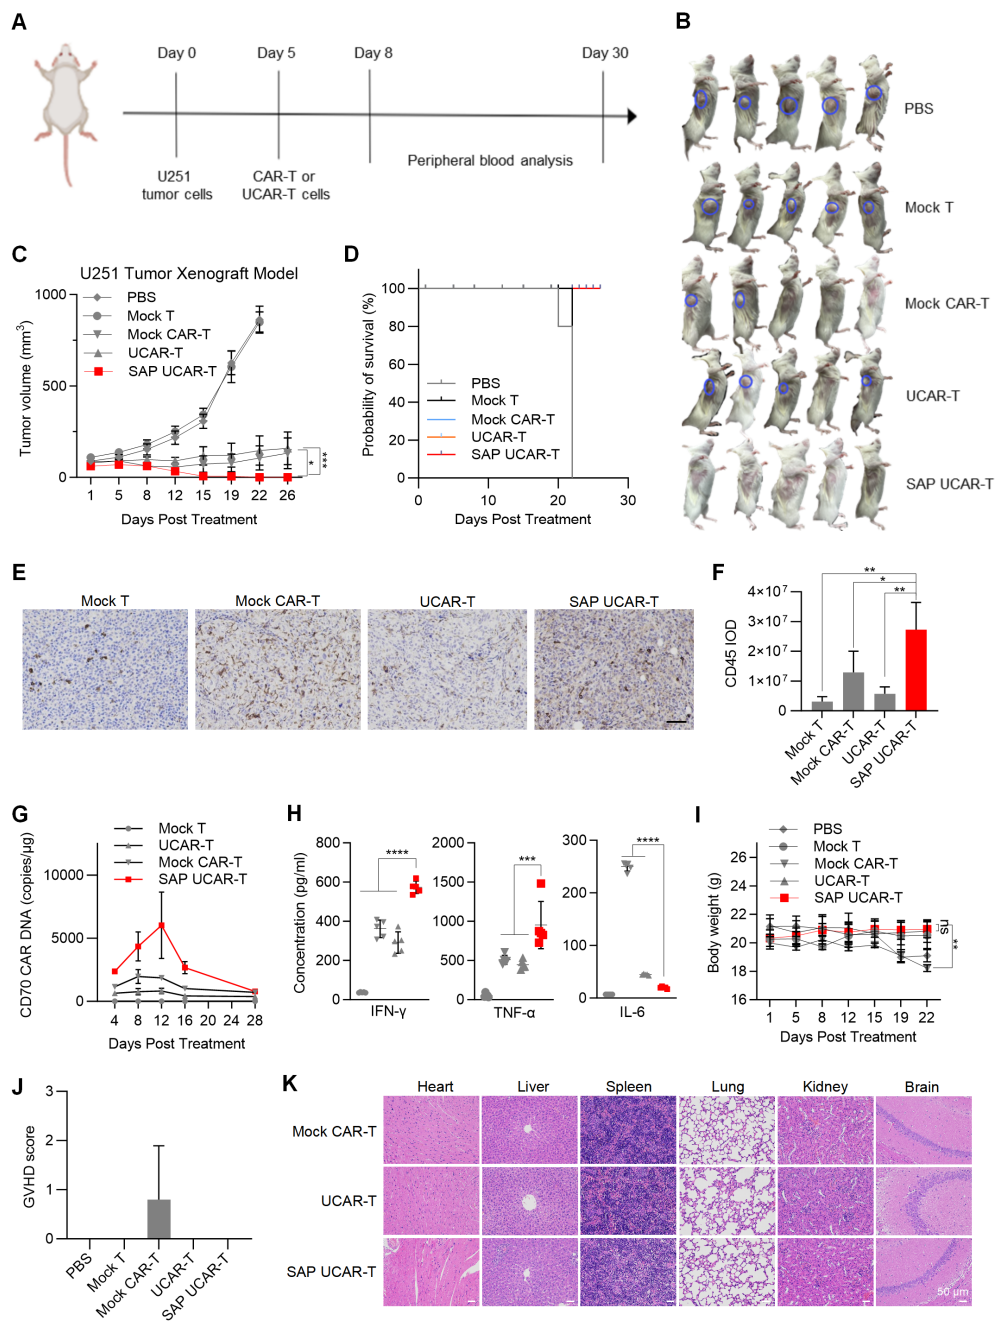 A
Day 0
Day 5
Day 8
Day 30
U251
tumor cells
CAR-T or
UCAR-T cells
Peripheral blood analysis
B
PBS
Mock T
Mock CAR-T
UCAR-T
SAP UCAR-T
C
U251 Tumor Xenograft Model
Tumor volume (mm³)
1000
500
0
PBS
Mock T
Mock CAR-T
UCAR-T
SAP UCAR-T
*
***
1 5 8 12 15 19 22 26
Days Post Treatment
D
Probability of survival (%)
100
80
60
40
20
0
PBS
Mock T
Mock CAR-T
UCAR-T
SAP UCAR-T
0 10 20 30
Days Post Treatment
E
Mock T
Mock CAR-T
UCAR-T
SAP UCAR-T
F
CD45 IOD
4×10⁷
3×10⁷
2×10⁷
1×10⁷
0
**
*
**
Mock T
Mock CAR-T
UCAR-T
SAP UCAR-T
G
CD70 CAR DNA (copies/μg)
10000
5000
0
Mock T
UCAR-T
Mock CAR-T
SAP UCAR-T
4 8 12 16 20 24 28
Days Post Treatment
H
Concentration (pg/ml)
800
600
400
200
0
****
IFN-γ
2000
1500
1000
500
0
***
TNF-α
300
200
100
0
****
IL-6
I
Body weight (g)
26
24
22
20
18
16
PBS
Mock T
Mock CAR-T
UCAR-T
SAP UCAR-T
ns
**
1 5 8 12 15 19 22
Days Post Treatment
J
GVHD score
3
2
1
0
PBS
Mock T
Mock CAR-T
UCAR-T
SAP UCAR-T
K
Heart
Liver
Spleen
Lung
Kidney
Brain
Mock CAR-T
UCAR-T
SAP UCAR-T
50 μm